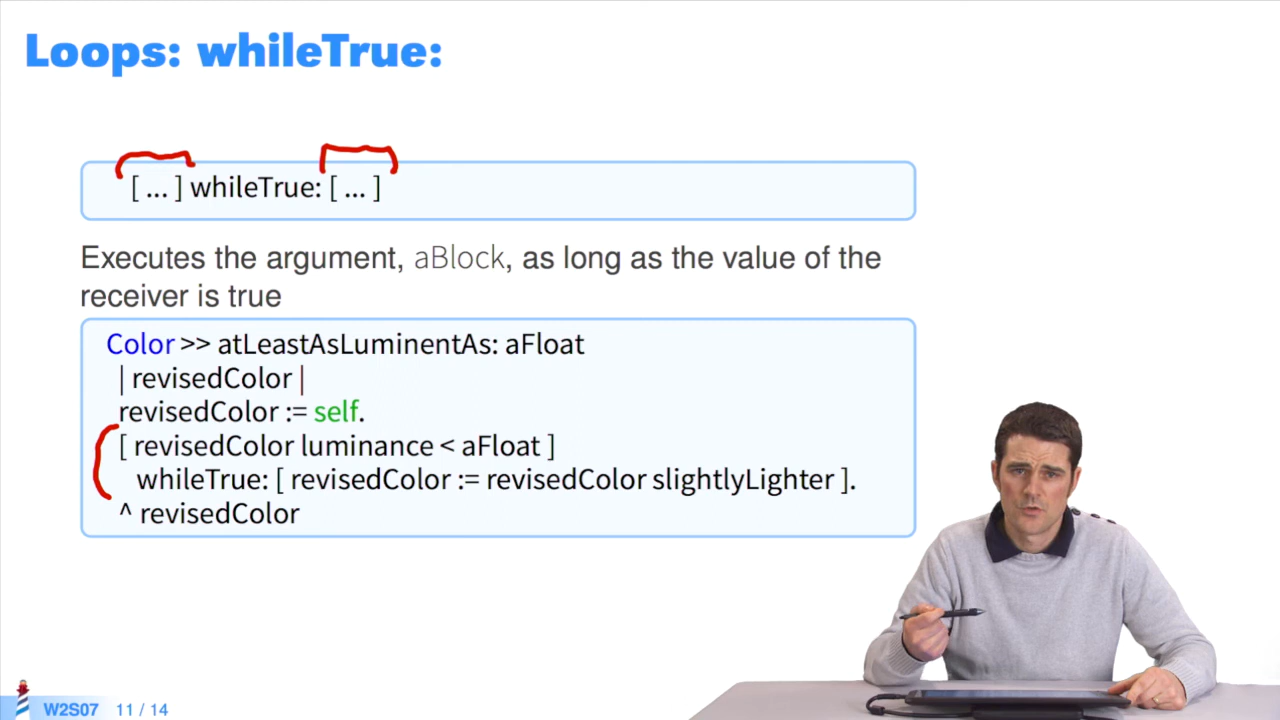 Loops: whileTrue:
[ ... ] whileTrue: [ ... ]
Executes the argument, aBlock, as long as the value of the
receiver is true
Color >> atLeastAsLuminentAs: aFloat
| revisedColor |
revisedColor := self.
[ revisedColor luminance < aFloat ]
whileTrue: [ revisedColor := revisedColor slightlyLighter ].
^ revisedColor
W2S07 11 / 14